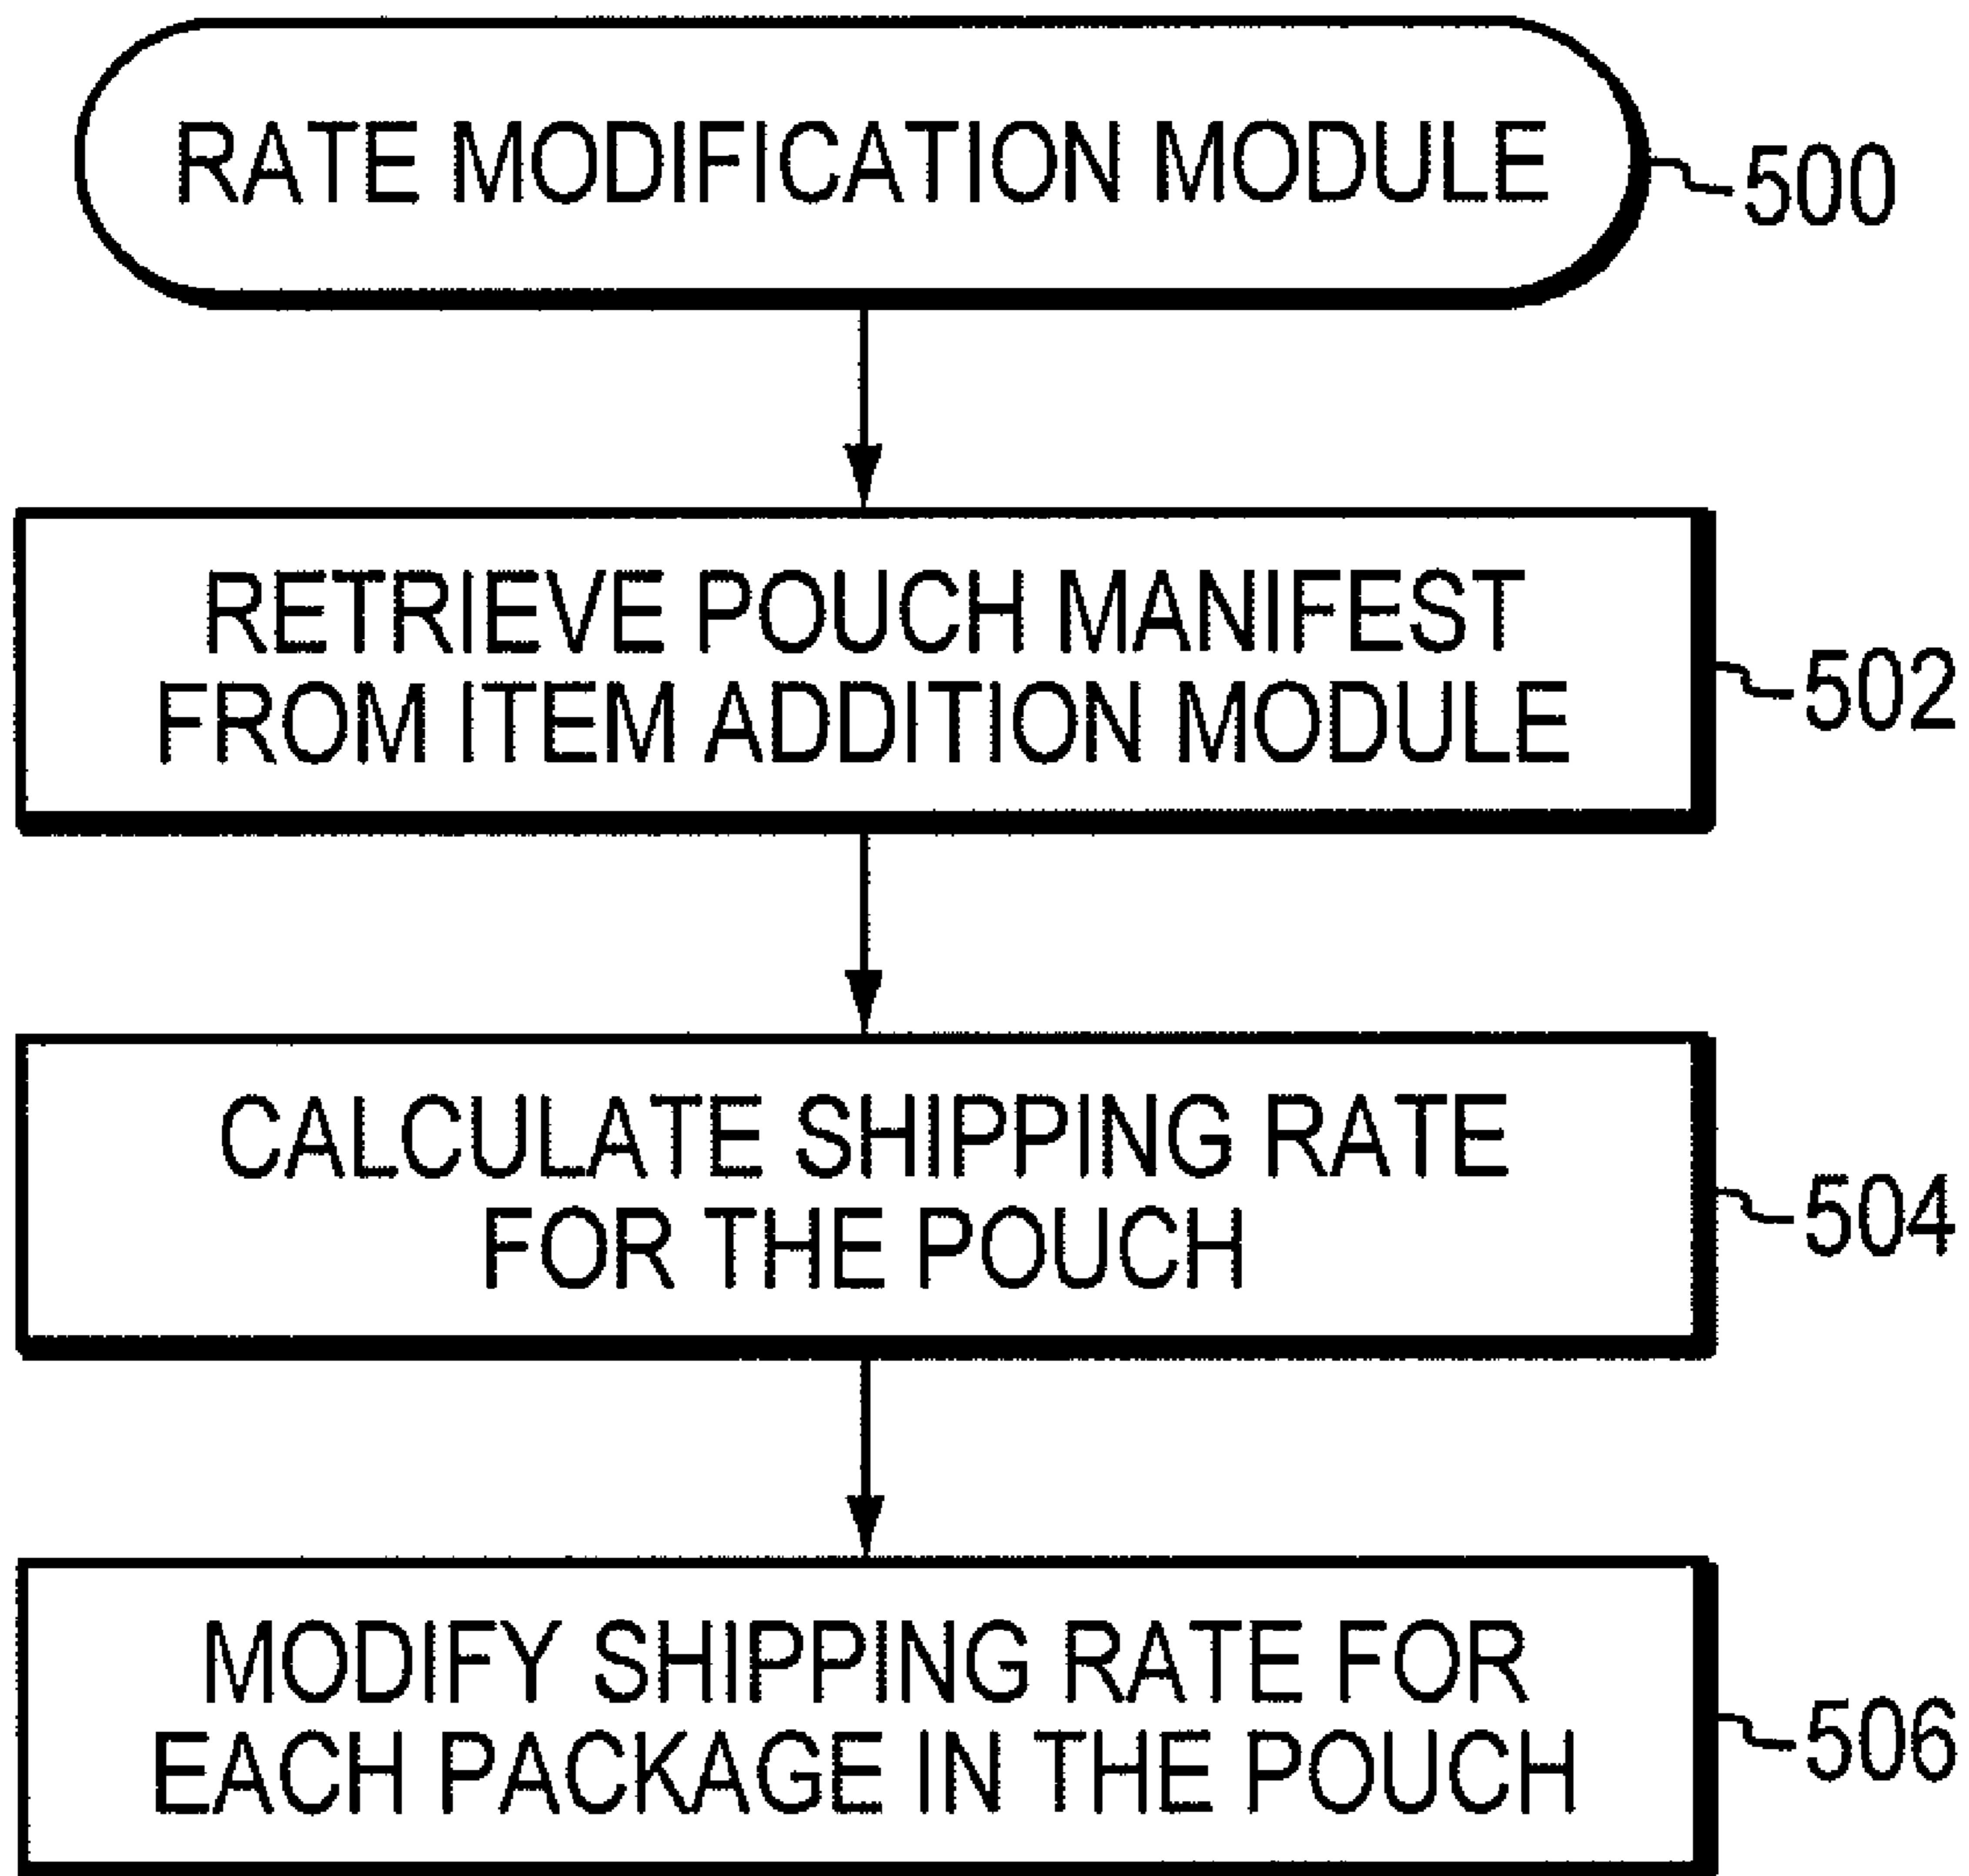 RATE MODIFICATION MODULE
500
RETRIEVE POUCH MANIFEST
FROM ITEM ADDITION MODULE
502
CALCULATE SHIPPING RATE
FOR THE POUCH
504
MODIFY SHIPPING RATE FOR
EACH PACKAGE IN THE POUCH
506